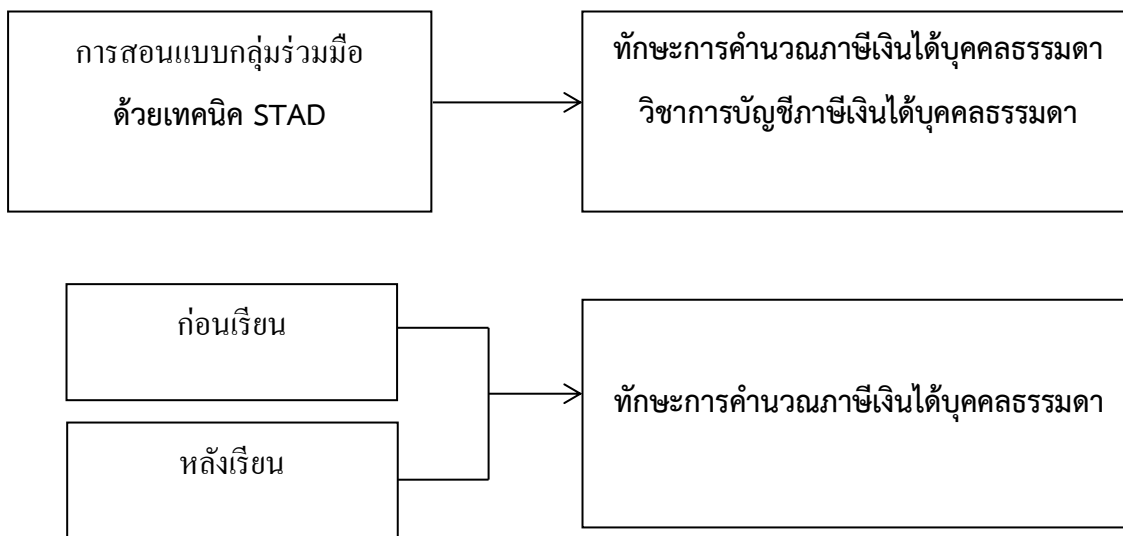 การสอนแบบกลุ่มร่วมมือ
ด้วยเทคนิค STAD
ทักษะการคำนวณภาษีเงินได้บุคคลธรรมดา
วิชาการบัญชีภาษีเงินได้บุคคลธรรมดา
ก่อนเรียน
หลังเรียน
ทักษะการคำนวณภาษีเงินได้บุคคลธรรมดา